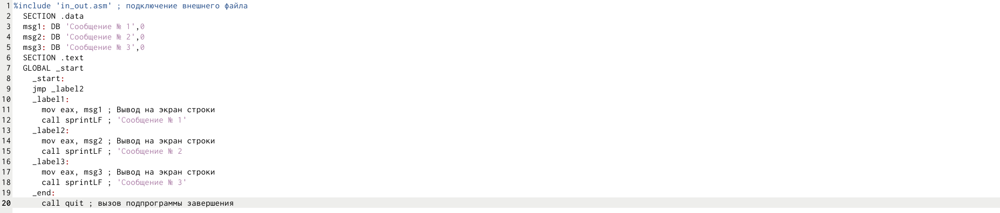 1 %include 'in_out.asm' ; подключение внешнего файла
2 SECTION .data
3 msg1: DB 'Сообщение № 1',0
4 msg2: DB 'Сообщение № 2',0
5 msg3: DB 'Сообщение № 3',0
6 SECTION .text
7 GLOBAL _start
8 _start:
9 jmp _label2
10 _label1:
11 mov eax, msg1 ; Вывод на экран строки
12 call sprintLF ; 'Сообщение № 1'
13 _label2:
14 mov eax, msg2 ; Вывод на экран строки
15 call sprintLF ; 'Сообщение № 2
16 _label3:
17 mov eax, msg3 ; Вывод на экран строки
18 call sprintLF ; 'Сообщение № 3'
19 _end:
20 call quit ; вызов подпрограммы завершения